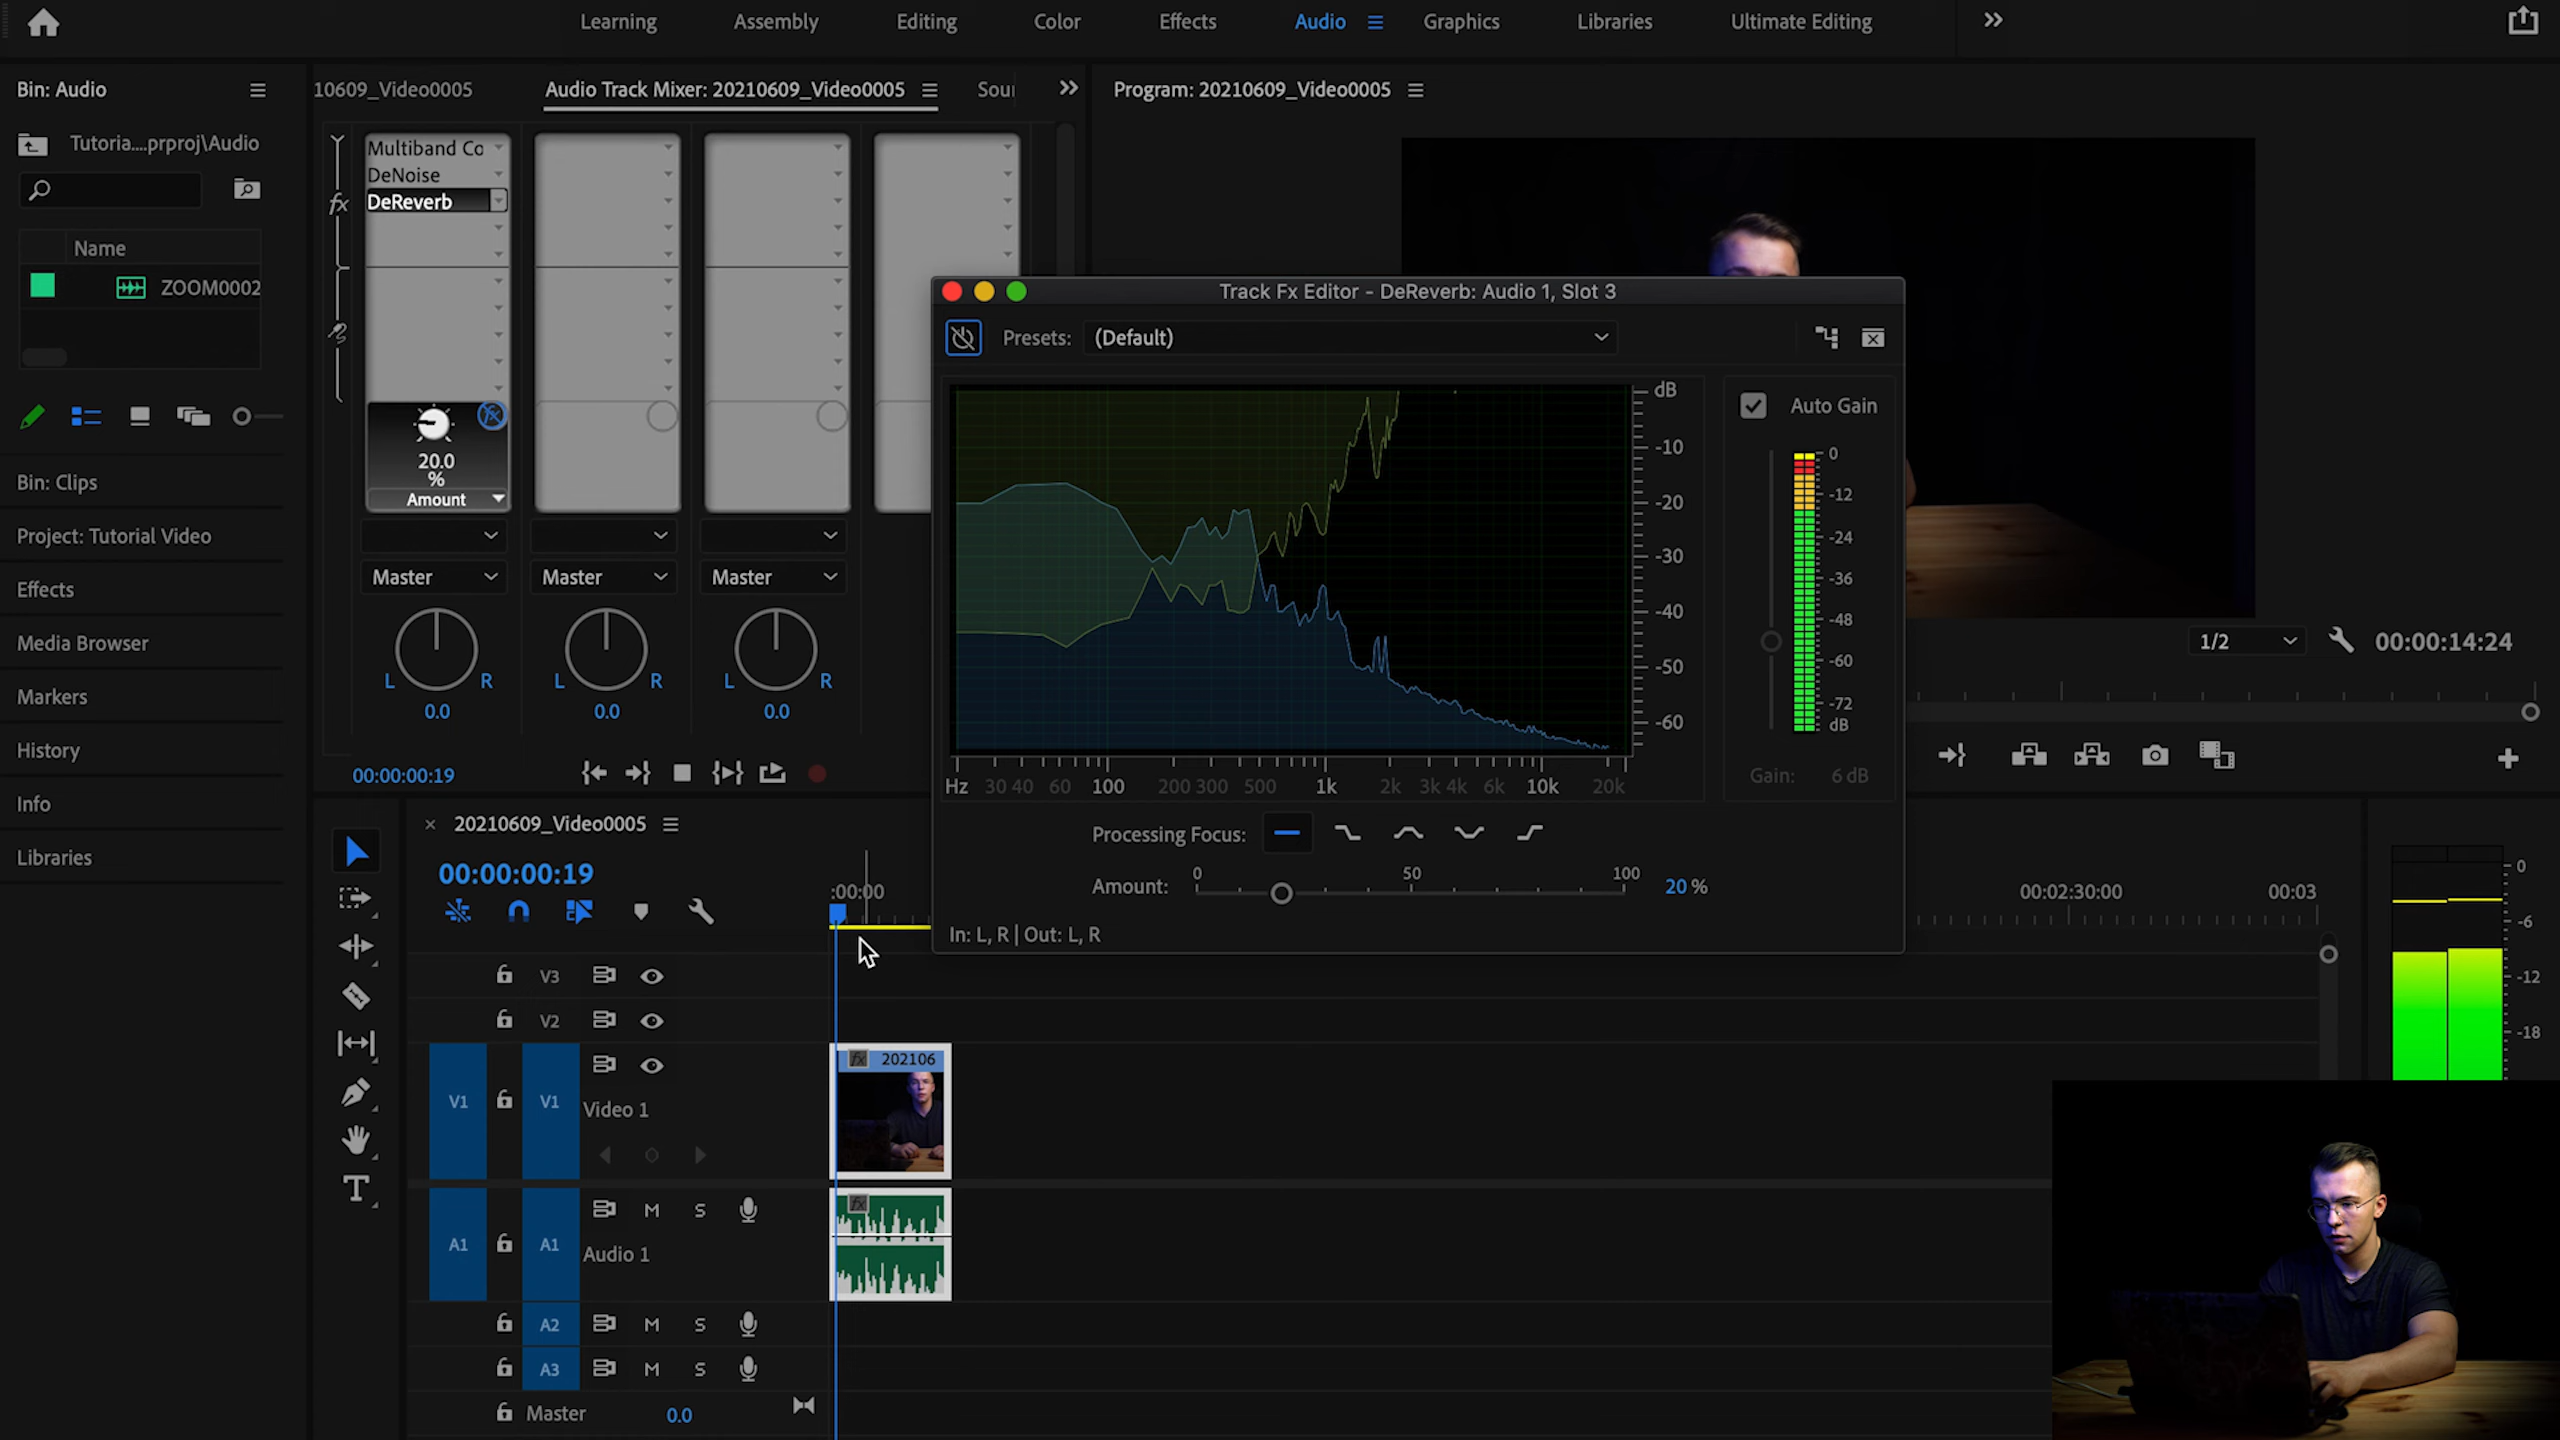 Learning Assembly Editing Color Effects Audio Graphics Libraries Ultimate Editing
Bin: Audio
Tutoria....prproj\Audio
Name
ZOOM0002
Bin: Clips
Project: Tutorial Video
Effects
Media Browser
Markers
History
Info
Libraries
10609_Video0005 Audio Track Mixer: 20210609_Video0005
fx
Multiband Co
DeNoise
DeReverb
fx
20.0
%
Amount
Master Master Master
L R L R L R
0.0 0.0 0.0
00:00:00:19
Program: 20210609_Video0005
1/2 00:00:14:24
Track Fx Editor - DeReverb: Audio 1, Slot 3
Presets: (Default)
dB
-10
-20
-30
-40
-50
-60
Hz 30 40 60 100 200 300 500 1k 2k 3k 4k 6k 10k 20k
Auto Gain
0
-12
-24
-36
-48
-60
-72
dB
Gain: 6 dB
Processing Focus:
0 50 100
Amount: 20 %
In: L, R | Out: L, R
20210609_Video0005
00:00:00:19
:00:00 00:02:30:00 00:03
V3
V2
V1 V1 Video 1
fx 202106
A1 A1 M S
Audio 1
fx
A2 M S
A3 M S
Master 0.0
0
-6
-12
-18